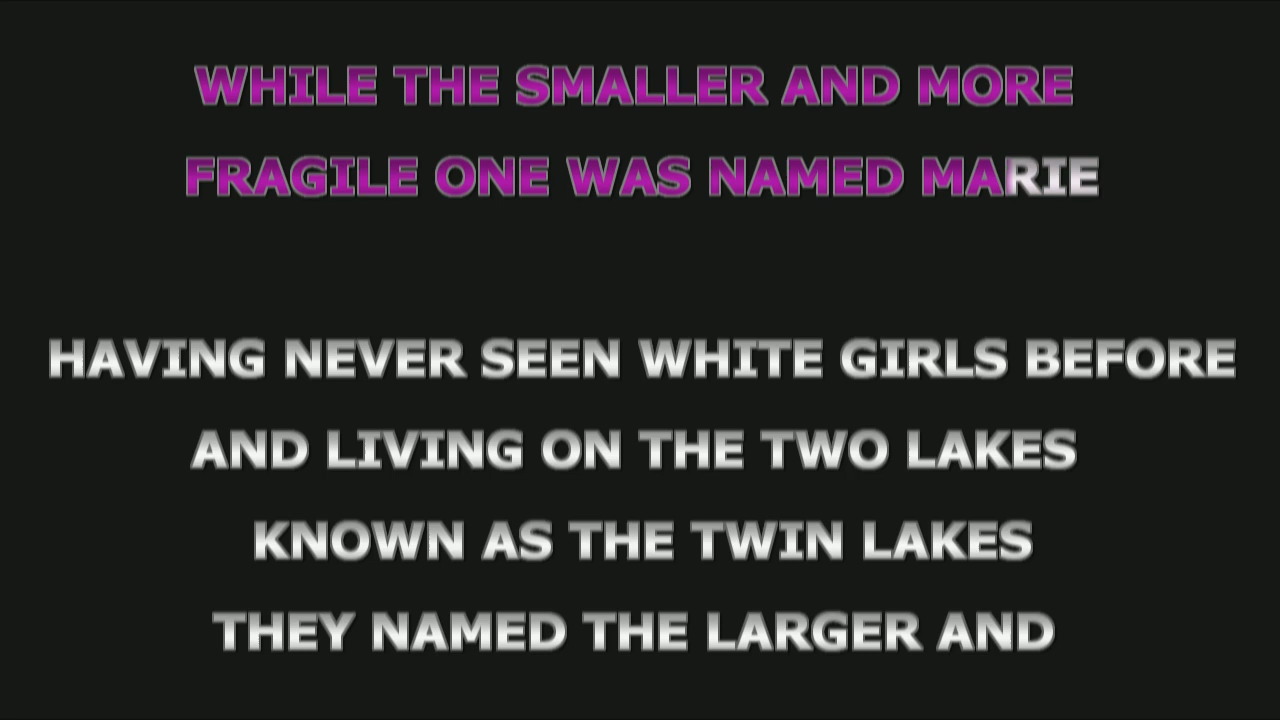 WHILE THE SMALLER AND MORE
FRAGILE ONE WAS NAMED MARIE
HAVING NEVER SEEN WHITE GIRLS BEFORE
AND LIVING ON THE TWO LAKES
KNOWN AS THE TWIN LAKES
THEY NAMED THE LARGER AND